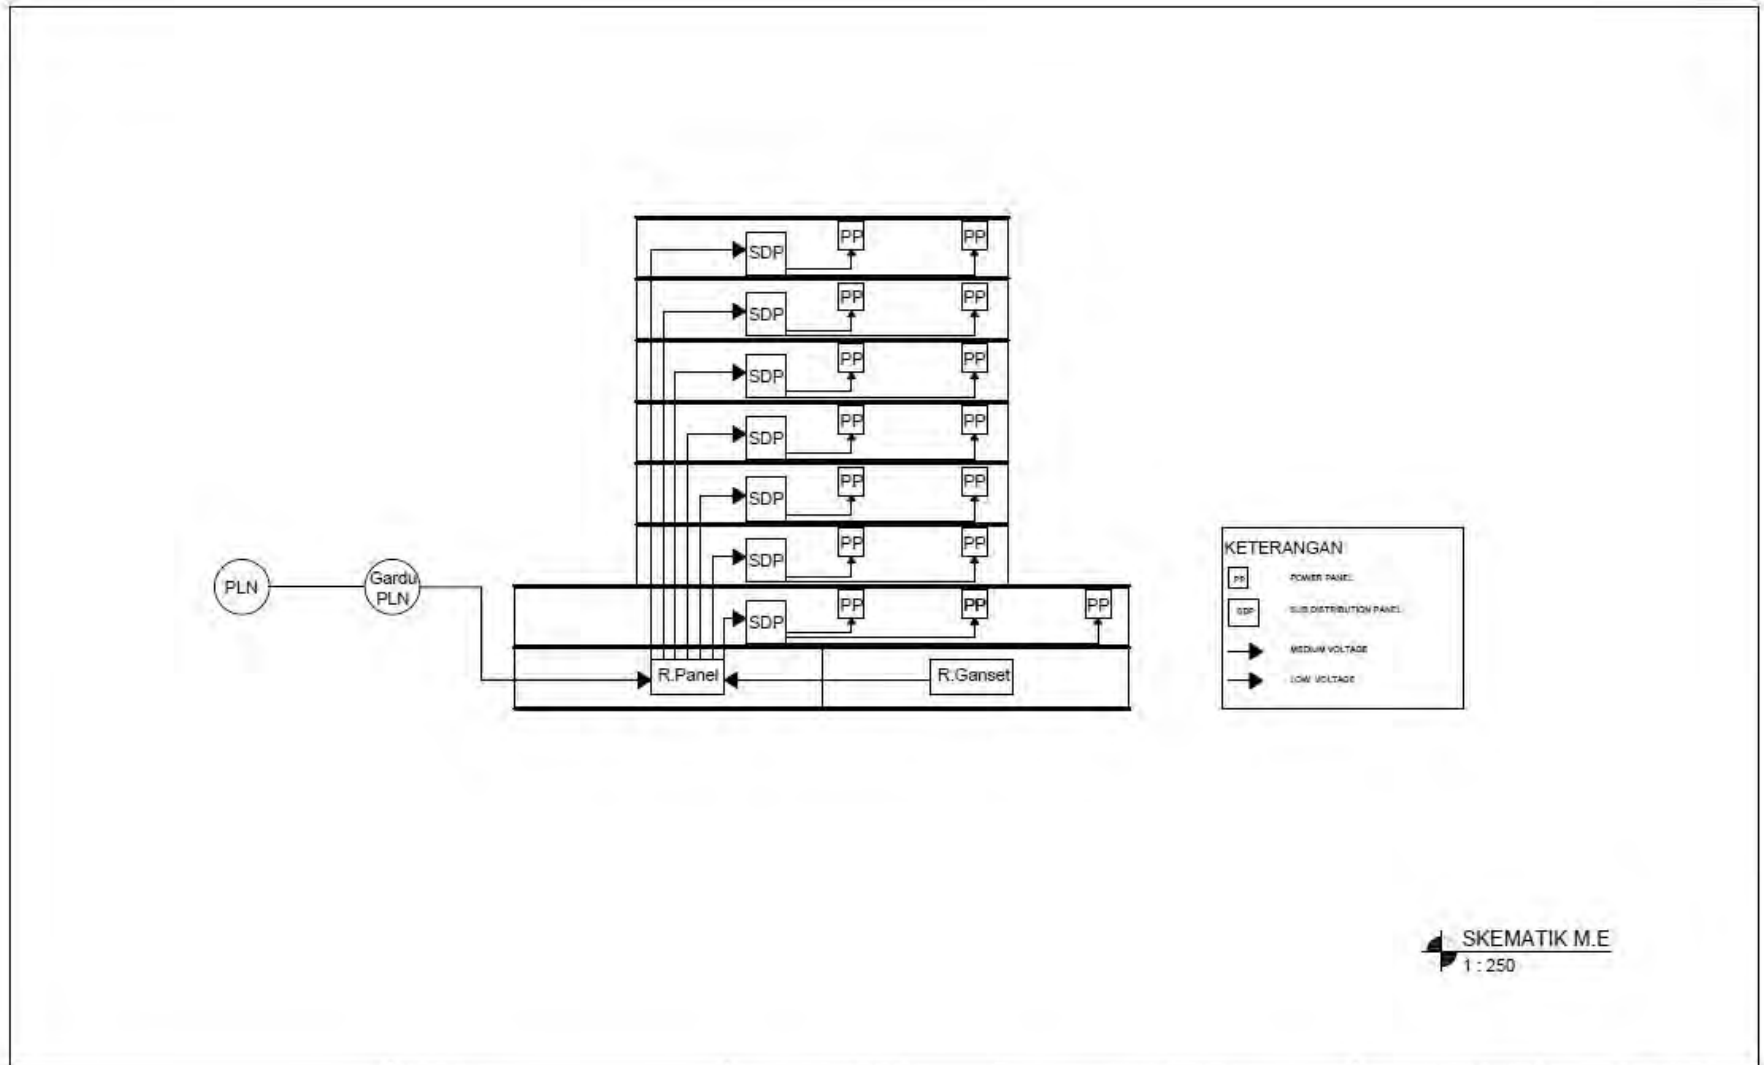 SDP PP PP
SDP PP PP
SDP PP PP
SDP PP PP
SDP PP PP
SDP PP PP
SDP PP PP PP
R.Panel R.Ganset
PLN
Gardu
PLN
KETERANGAN
PP POWER PANEL
SDP SUB DISTRIBUTION PANEL
MEDIUM VOLTAGE
LOW VOLTAGE
SKEMATIK M.E
1 : 250